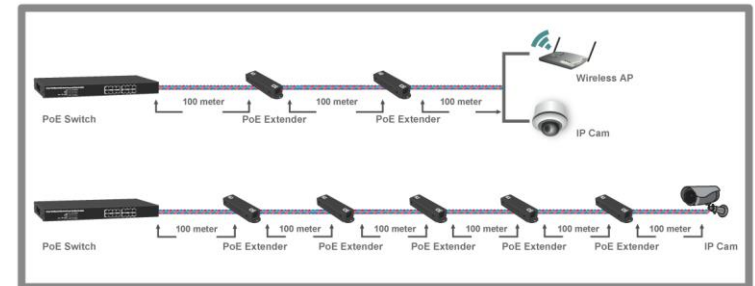 Wireless AP
100 meter 100 meter 100 meter
PoE Switch PoE Extender PoE Extender
IP Cam
100 meter 100 meter 100 meter 100 meter 100 meter 100 meter
PoE Switch PoE Extender PoE Extender PoE Extender PoE Extender PoE Extender IP Cam